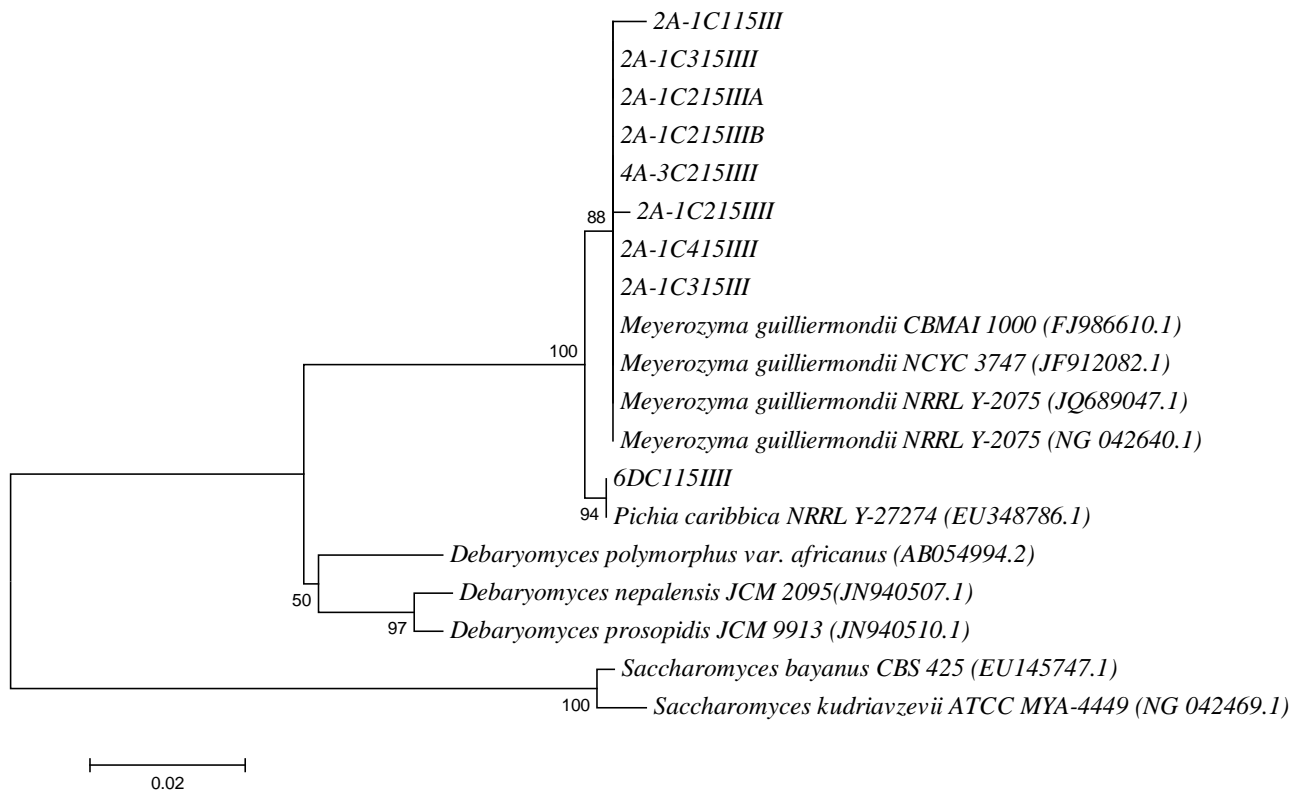 2A-1C115III
2A-1C315IIII
2A-1C215IIIA
2A-1C215IIIB
4A-3C215IIII
88
2A-1C215IIII
2A-1C415IIII
2A-1C315III
Meyerozyma guilliermondii CBMAI 1000 (FJ986610.1)
100
Meyerozyma guilliermondii NCYC 3747 (JF912082.1)
Meyerozyma guilliermondii NRRL Y-2075 (JQ689047.1)
Meyerozyma guilliermondii NRRL Y-2075 (NG 042640.1)
6DC115IIII
94
Pichia caribbica NRRL Y-27274 (EU348786.1)
Debaryomyces polymorphus var. africanus (AB054994.2)
50
Debaryomyces nepalensis JCM 2095(JN940507.1)
97
Debaryomyces prosopidis JCM 9913 (JN940510.1)
Saccharomyces bayanus CBS 425 (EU145747.1)
100
Saccharomyces kudriavzevii ATCC MYA-4449 (NG 042469.1)
0.02